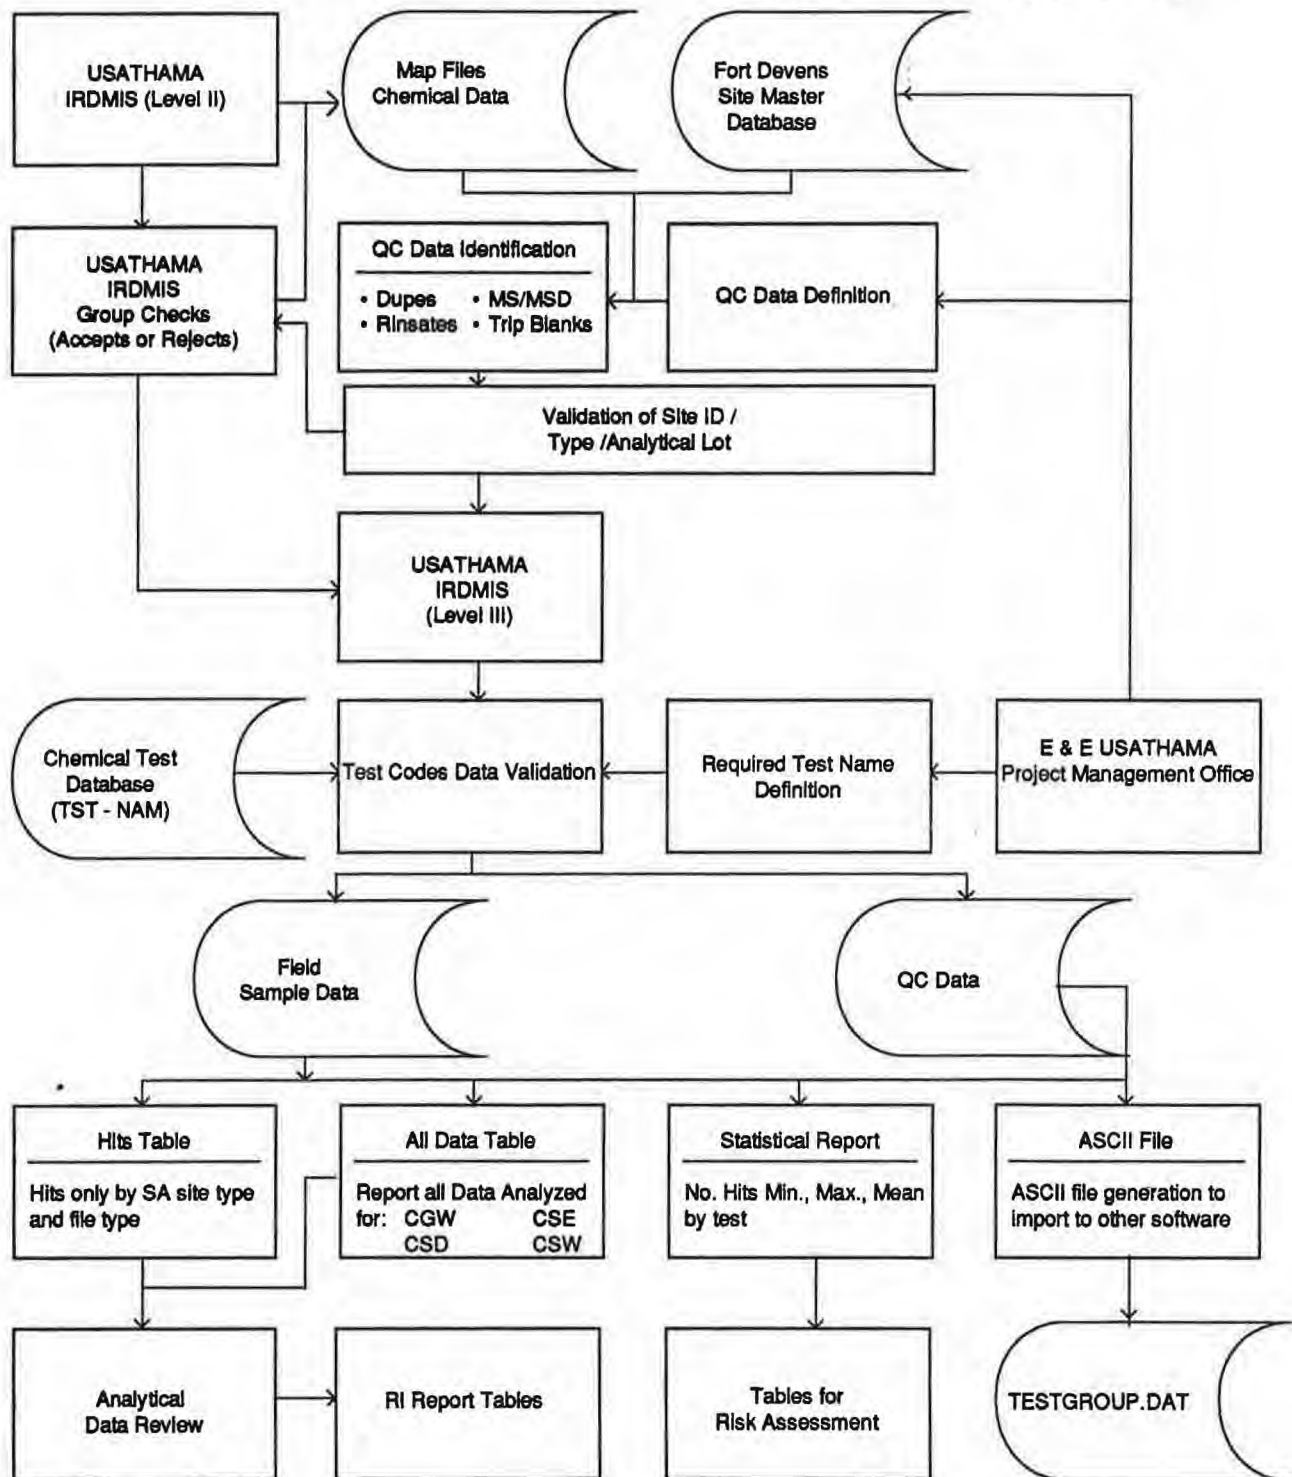 USATHAMA
IRDMIS (Level II)
Map Files
Chemical Data
Fort Devens
Site Master
Database
USATHAMA
IRDMIS
Group Checks
(Accepts or Rejects)
QC Data Identification
• Dupes • MS/MSD
• Rinsates • Trip Blanks
QC Data Definition
Validation of Site ID /
Type /Analytical Lot
USATHAMA
IRDMIS
(Level III)
Chemical Test
Database
(TST - NAM)
Test Codes Data Validation
Required Test Name
Definition
E & E USATHAMA
Project Management Office
Field
Sample Data
QC Data
Hits Table
Hits only by SA site type
and file type
All Data Table
Report all Data Analyzed
for: CGW CSE
CSD CSW
Statistical Report
No. Hits Min., Max., Mean
by test
ASCII File
ASCII file generation to
import to other software
Analytical
Data Review
RI Report Tables
Tables for
Risk Assessment
TESTGROUP.DAT